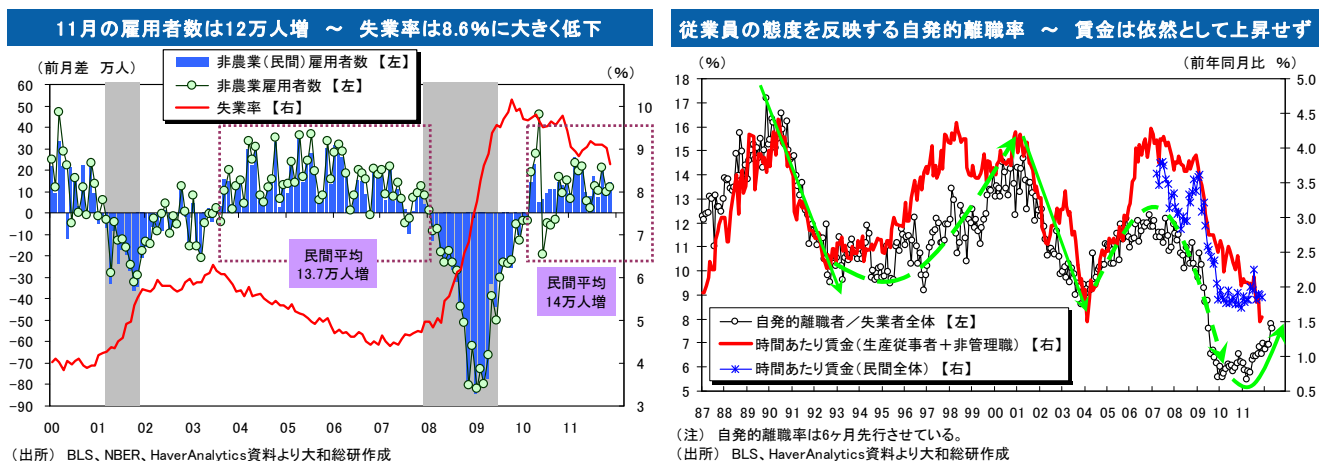 11月の雇用者数は12万人増　～　失業率は8.6%に大きく低下
(前月差　万人)
(%)
非農業(民間)雇用者数 【左】
非農業雇用者数 【左】
失業率 【右】
60
50
40
30
20
10
0
-10
-20
-30
-40
-50
-60
-70
-80
-90
10
9
8
7
6
5
4
3
民間平均
13.7万人増
民間平均
14万人増
00 01 02 03 04 05 06 07 08 09 10 11
(出所)　BLS、NBER、HaverAnalytics資料より大和総研作成
従業員の態度を反映する自発的離職率　～　賃金は依然として上昇せず
(%)
(前年同月比　%)
18
17
16
15
14
13
12
11
10
9
8
7
6
5
5.0
4.5
4.0
3.5
3.0
2.5
2.0
1.5
1.0
0.5
自発的離職者／失業者全体 【左】
時間あたり賃金(生産従事者＋非管理職) 【右】
時間あたり賃金(民間全体) 【右】
87 88 89 90 91 92 93 94 95 96 97 98 99 00 01 02 03 04 05 06 07 08 09 10 11
(注)　自発的離職率は6ヶ月先行させている。
(出所)　BLS、HaverAnalytics資料より大和総研作成